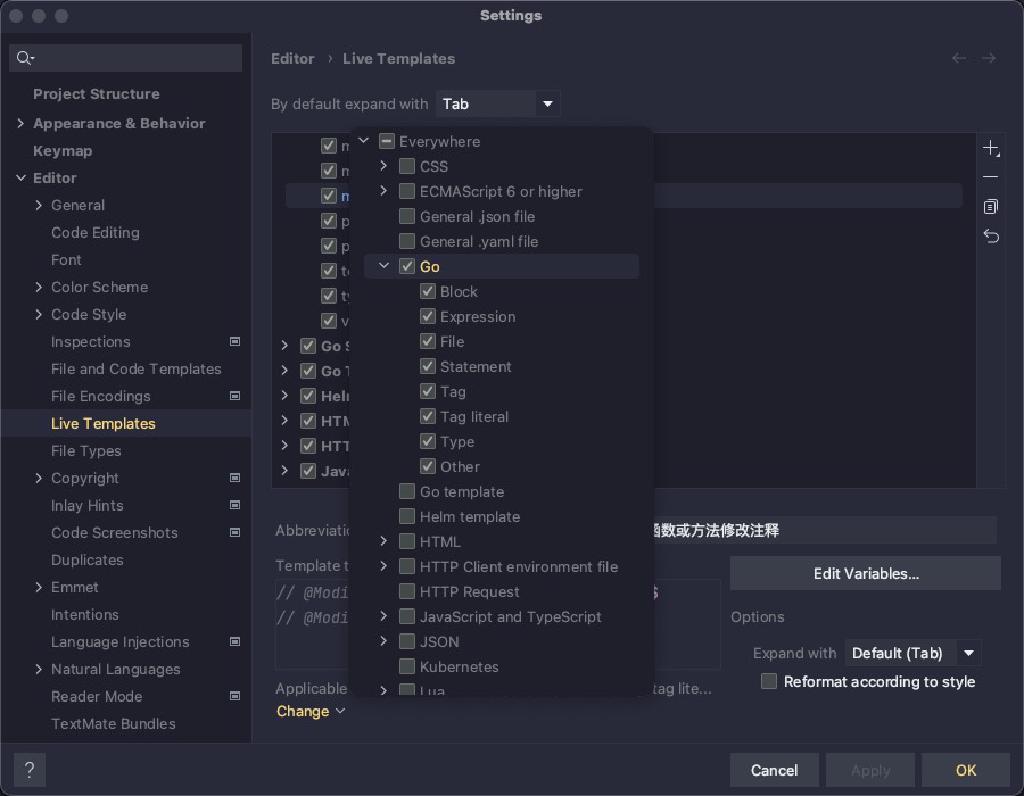 Settings
Editor › Live Templates
Project Structure
Appearance & Behavior
Keymap
Editor
General
Code Editing
Font
Color Scheme
Code Style
Inspections
File and Code Templates
File Encodings
Live Templates
File Types
Copyright
Inlay Hints
Code Screenshots
Duplicates
Emmet
Intentions
Language Injections
Natural Languages
Reader Mode
TextMate Bundles
By default expand with Tab
m
p
p
v
Go
Go
Java
Everywhere
CSS
ECMAScript 6 or higher
General .json file
General .yaml file
Go
Block
Expression
File
Statement
Tag
Tag literal
Type
Other
Go template
Helm template
HTML
HTTP Client environment file
HTTP Request
JavaScript and TypeScript
JSON
Kubernetes
Lua
函数或方法修改注释
Template t
// @Modi
// @Modi
Edit Variables...
Options
Expand with Default (Tab)
Reformat according to style
Applicable tag lite...
Change
? Cancel Apply OK